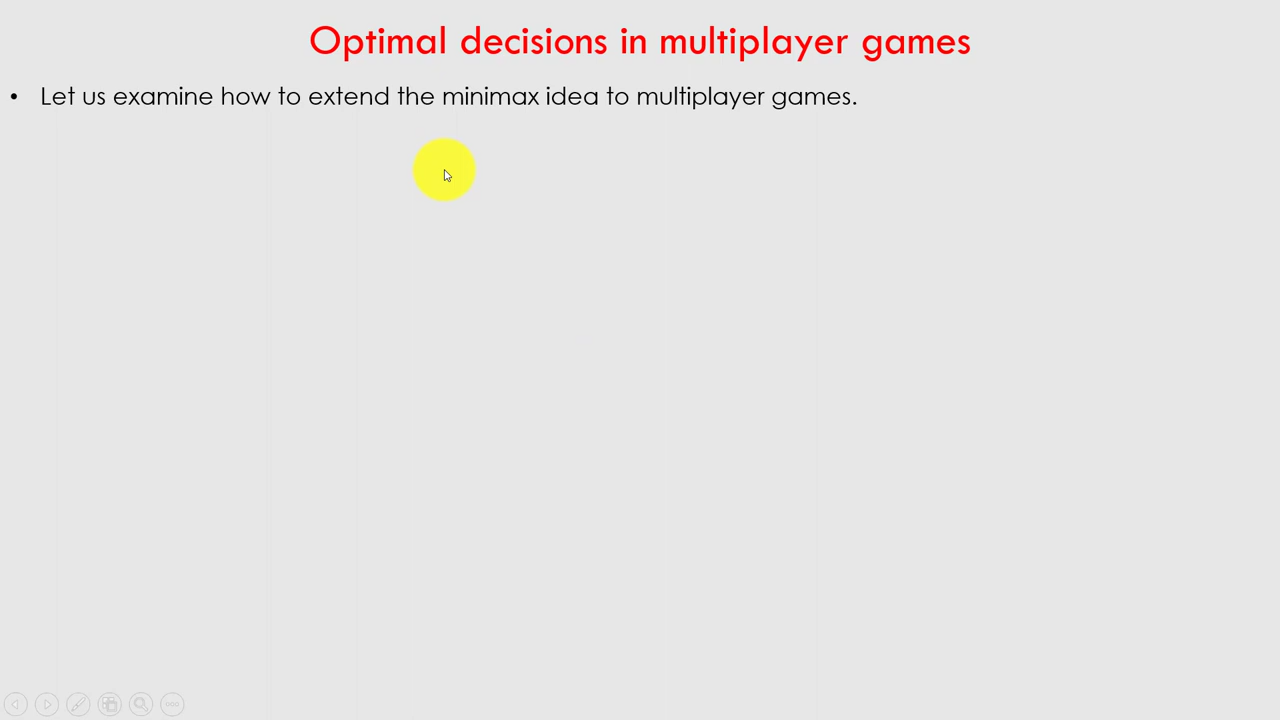 Optimal decisions in multiplayer games
• Let us examine how to extend the minimax idea to multiplayer games.